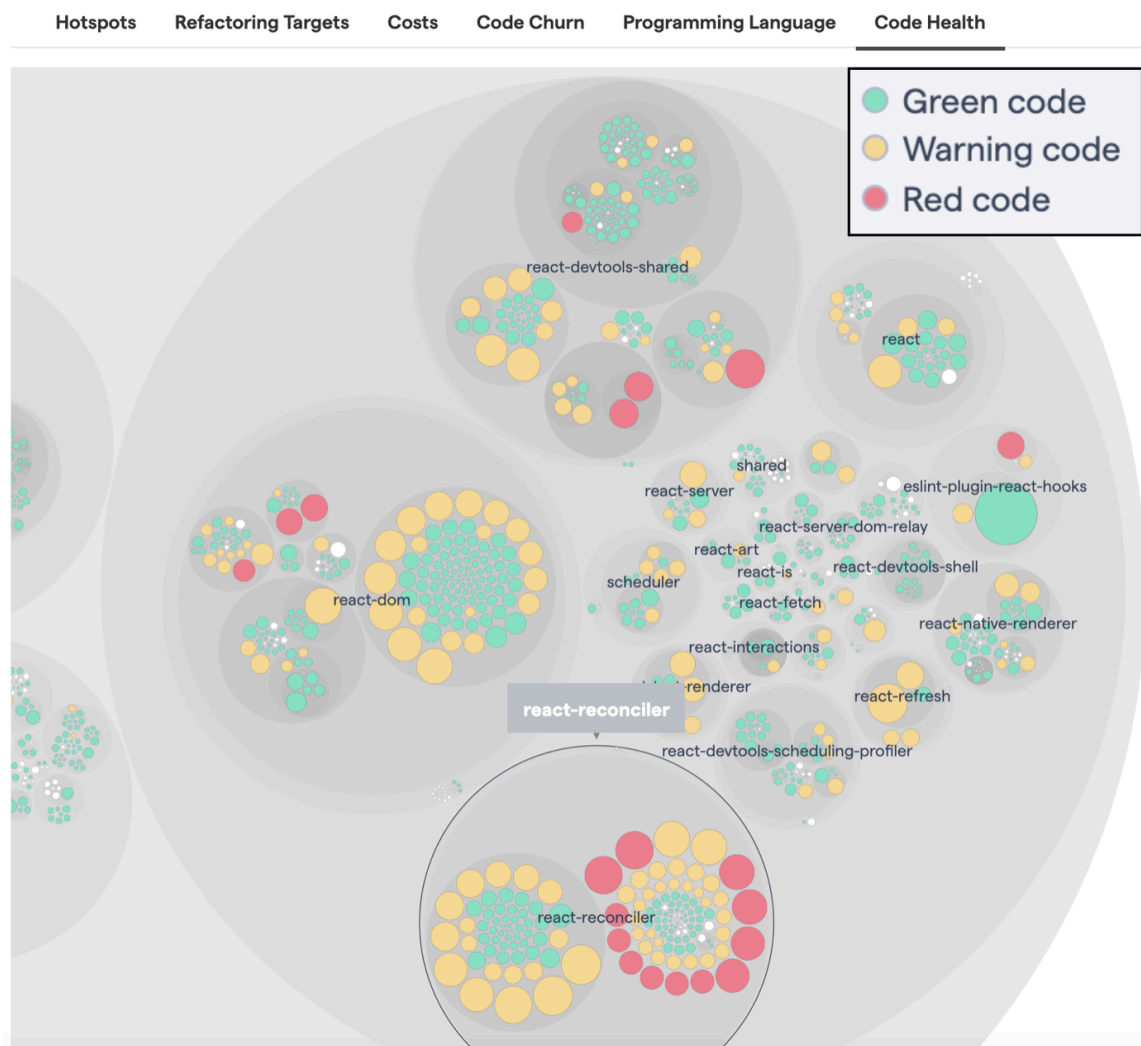 Hotspots
Refactoring Targets
Costs
Code Churn
Programming Language
Code Health
Green code
Warning code
Red code
react-devtools-shared
react
shared
react-server
eslint-plugin-react-hooks
react-server-dom-relay
react-art
react-is
react-devtools-shell
scheduler
react-dom
react-fetch
react-native-renderer
react-interactions
renderer
react-refresh
react-reconciler
react-devtools-scheduling-profiler
react-reconciler